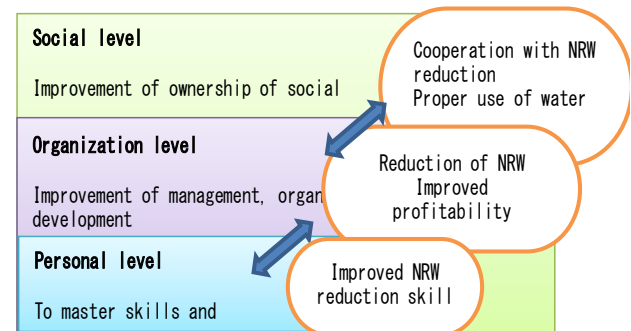 Social level
Improvement of ownership of social
Cooperation with NRW
reduction
Proper use of water
Organization level
Improvement of management, organ
development
Reduction of NRW
Improved
profitability
Personal level
To master skills and
Improved NRW
reduction skill